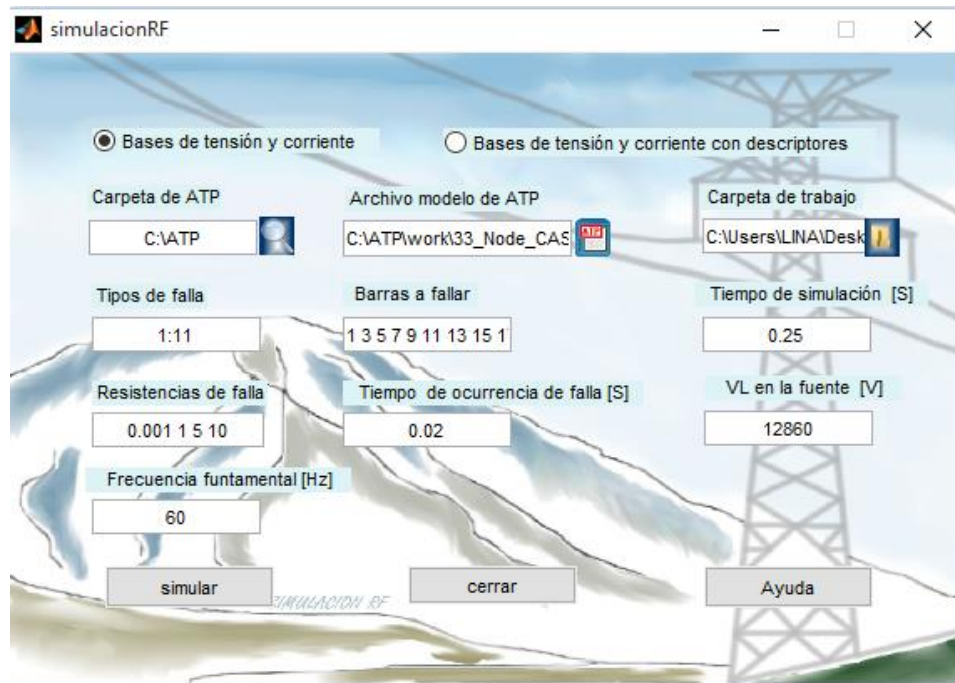 simulacionRF
Bases de tensión y corriente
Bases de tensión y corriente con descriptores
Carpeta de ATP
Archivo modelo de ATP
Carpeta de trabajo
C:\ATP
C:\ATP\work\33_Node_CAS
ATP
C:\Users\LINA\Desk
Tipos de falla
Barras a fallar
Tiempo de simulación [S]
1:11
1 3 5 7 9 11 13 15 1
0.25
Resistencias de falla
Tiempo de ocurrencia de falla [S]
VL en la fuente [V]
0.001 1 5 10
0.02
12860
Frecuencia funtamental [Hz]
60
simular
cerrar
Ayuda
SIMULACION RF